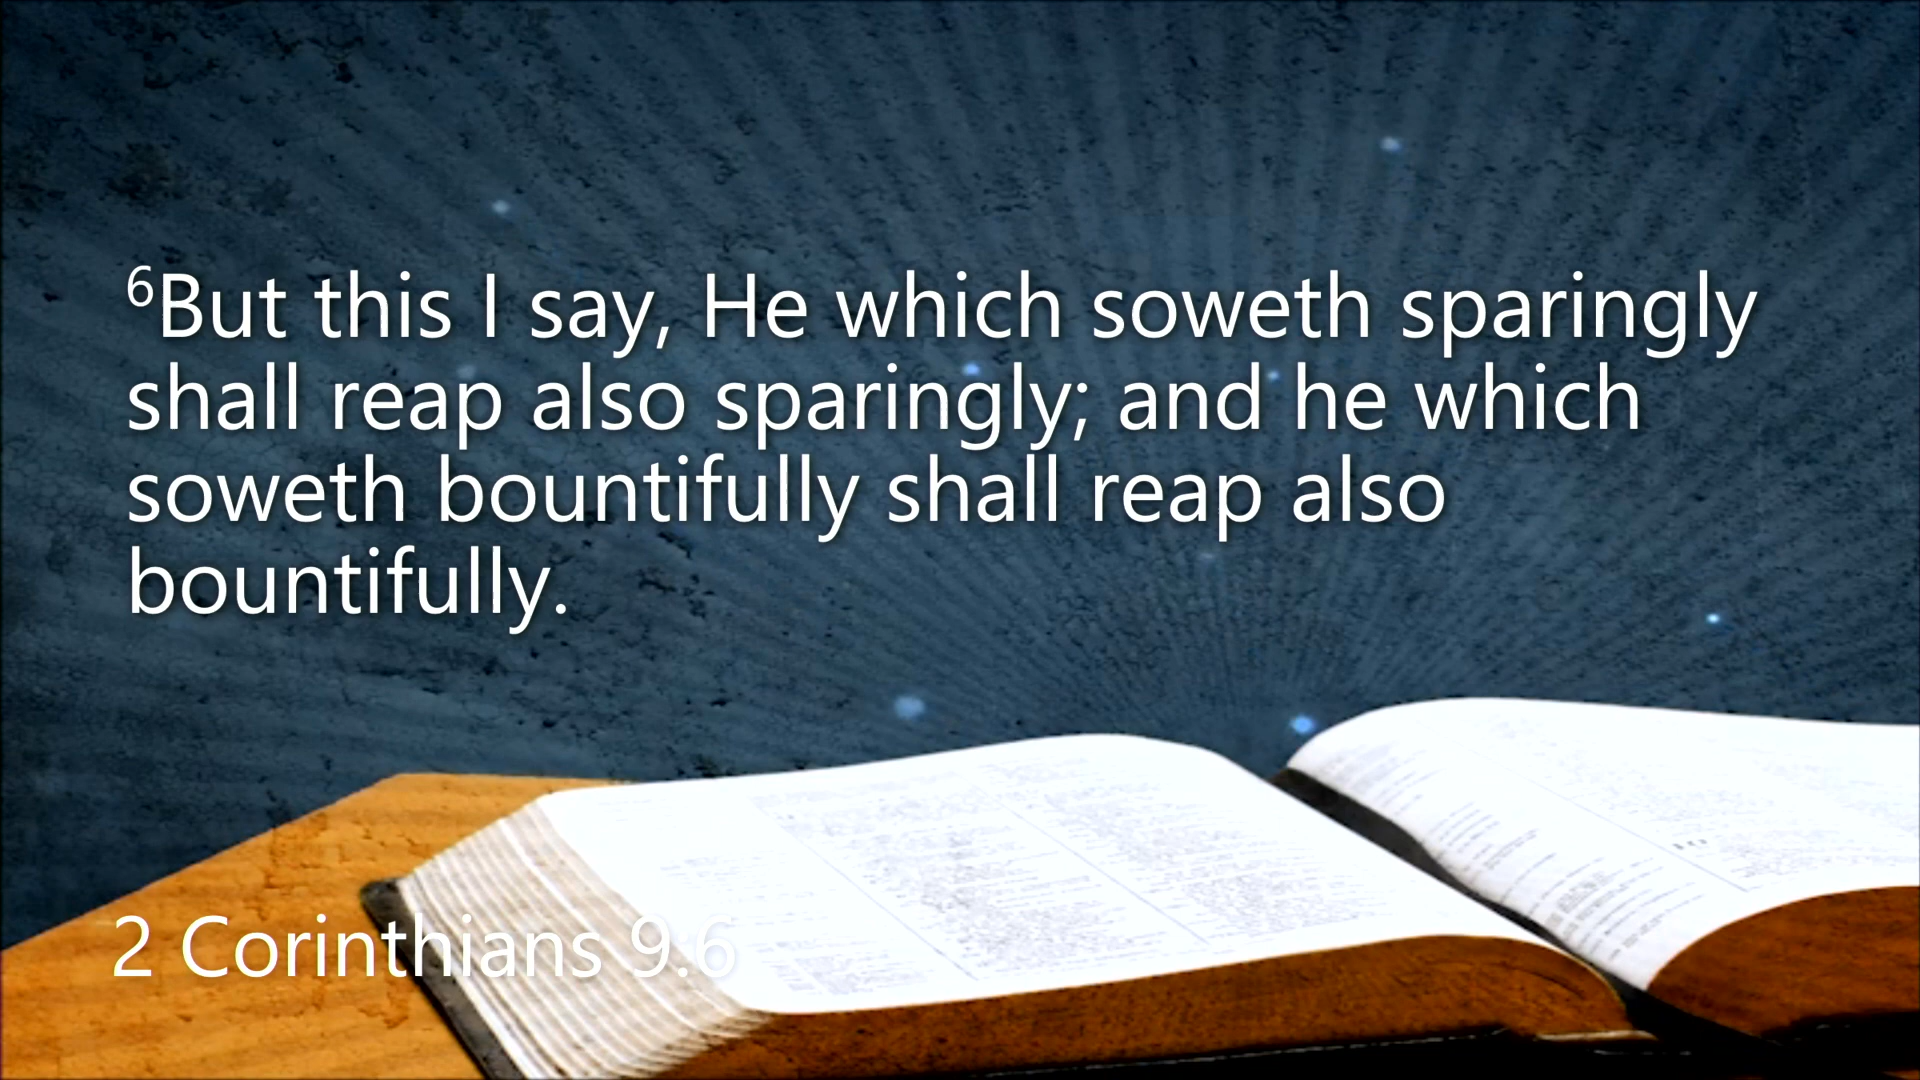 ⁶But this I say, He which soweth sparingly
shall reap also sparingly; and he which
soweth bountifully shall reap also
bountifully.
2 Corinthians 9:6